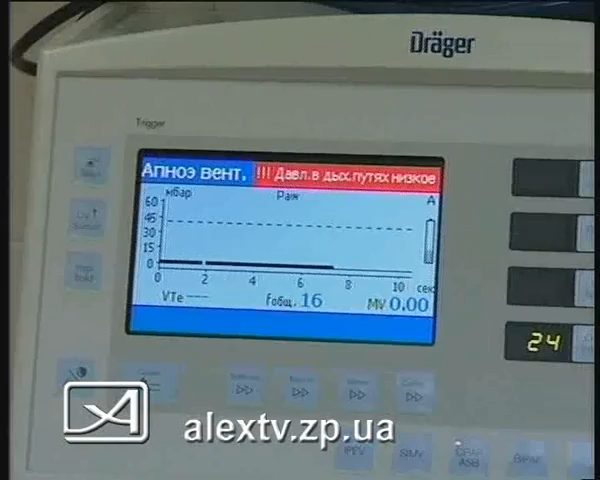 Dräger
Trigger
Апноэ вент. !!! Давл.в дых.путях низкое
мбар Paw A
60
45
30
15
0
0 2 4 6 8 10 сек
VTe --- fобщ. 16 MV 0.00
24
IPPV SIMV CPAP ASB BIPAP
alextv.zp.ua